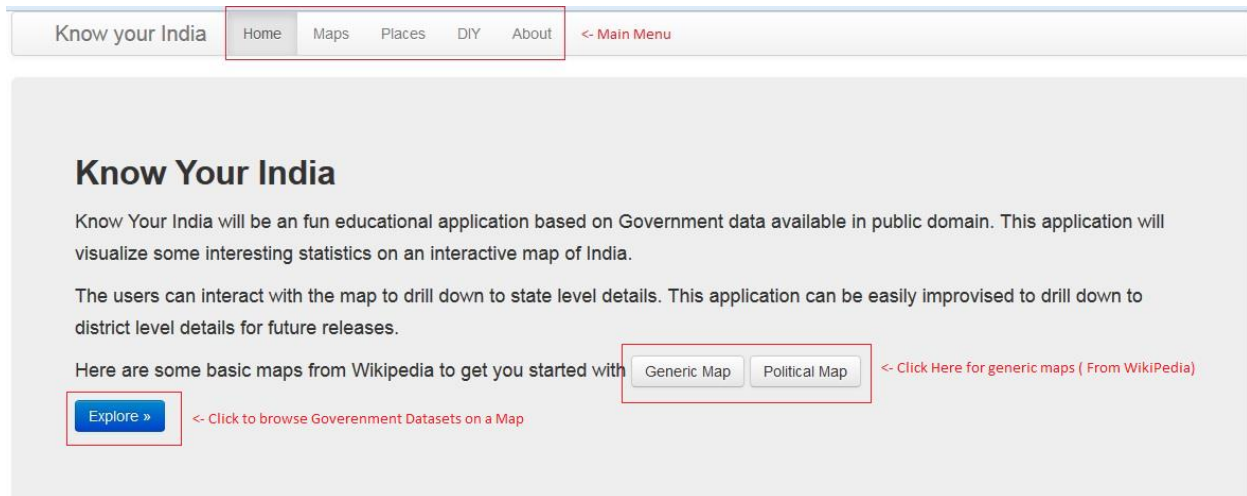 Know your India Home Maps Places DIY About <- Main Menu
Know Your India
Know Your India will be an fun educational application based on Government data available in public domain. This application will
visualize some interesting statistics on an interactive map of India.
The users can interact with the map to drill down to state level details. This application can be easily improvised to drill down to
district level details for future releases.
Here are some basic maps from Wikipedia to get you started with Generic Map Political Map <- Click Here for generic maps ( From WikiPedia)
Explore » <- Click to browse Goverenment Datasets on a Map